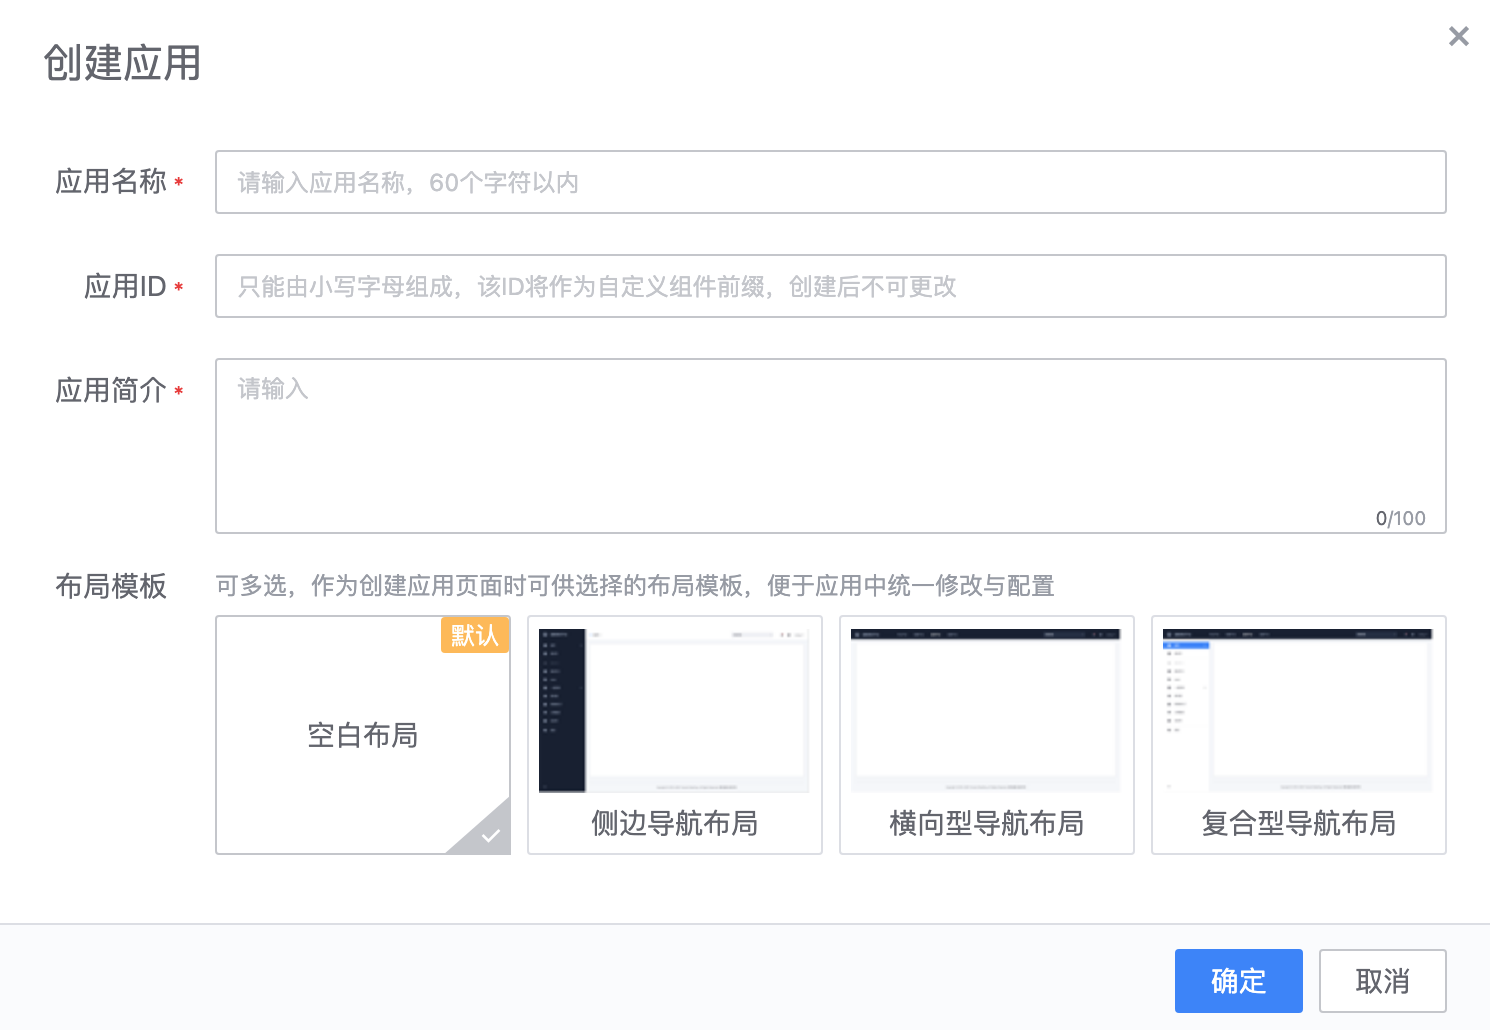 创建应用
应用名称 *
请输入应用名称，60个字符以内
应用ID *
只能由小写字母组成，该ID将作为自定义组件前缀，创建后不可更改
应用简介 *
请输入
0/100
布局模板
可多选，作为创建应用页面时可供选择的布局模板，便于应用中统一修改与配置
默认
空白布局
侧边导航布局
横向型导航布局
复合型导航布局
确定
取消